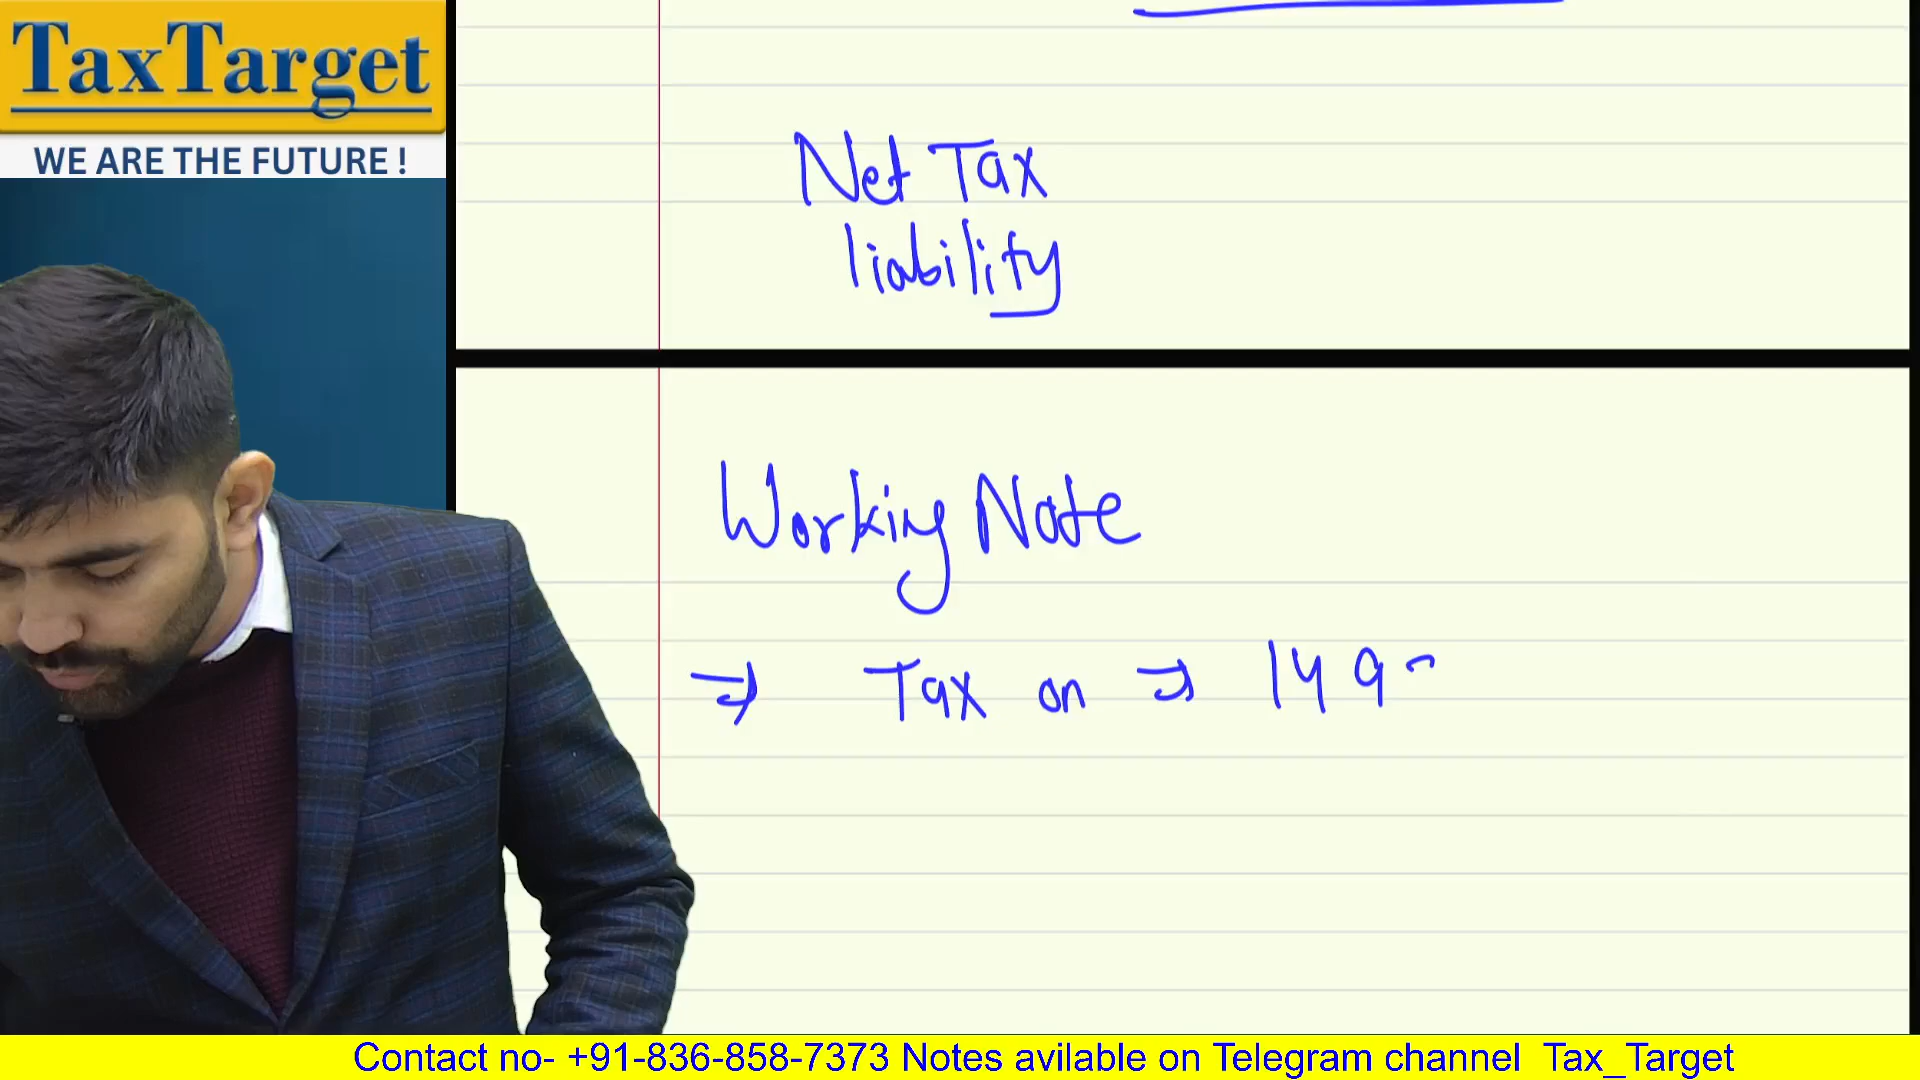 TaxTarget
WE ARE THE FUTURE !
Net Tax
liability
Working Note
⇒ Tax on ⇒ 149
Contact no- +91-836-858-7373 Notes avilable on Telegram channel Tax_Target